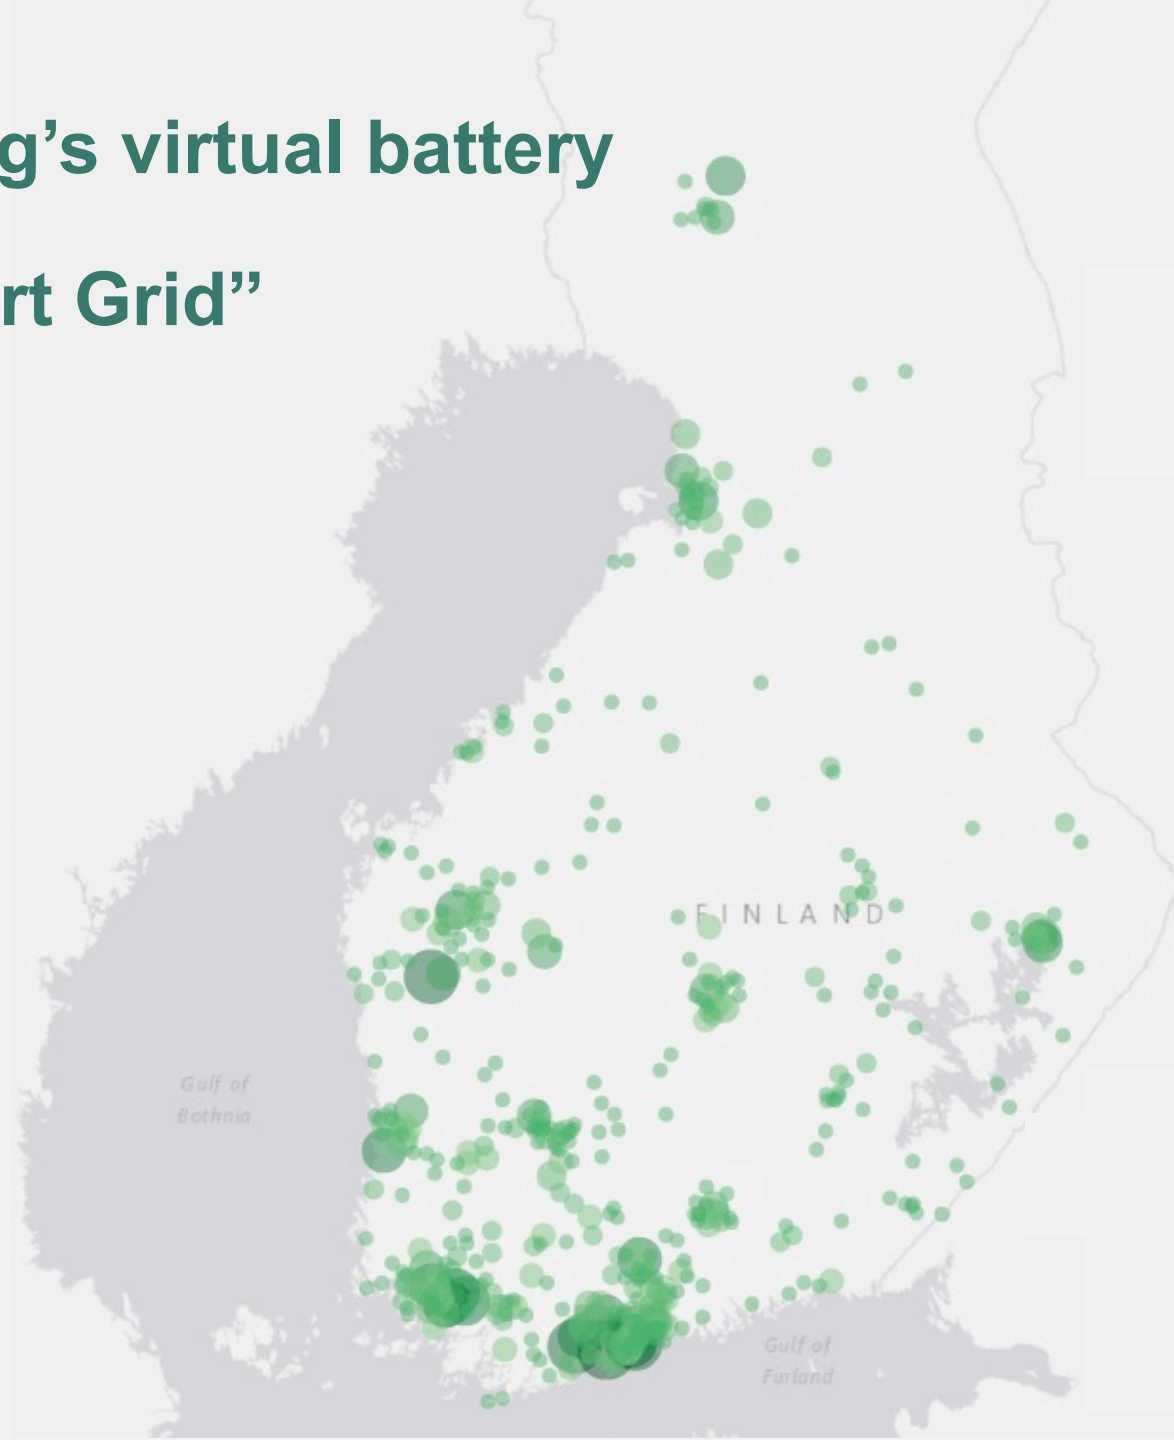 g’s virtual battery
rt Grid”
FINLAND
Gulf of
Bothnia
Gulf of
Finland